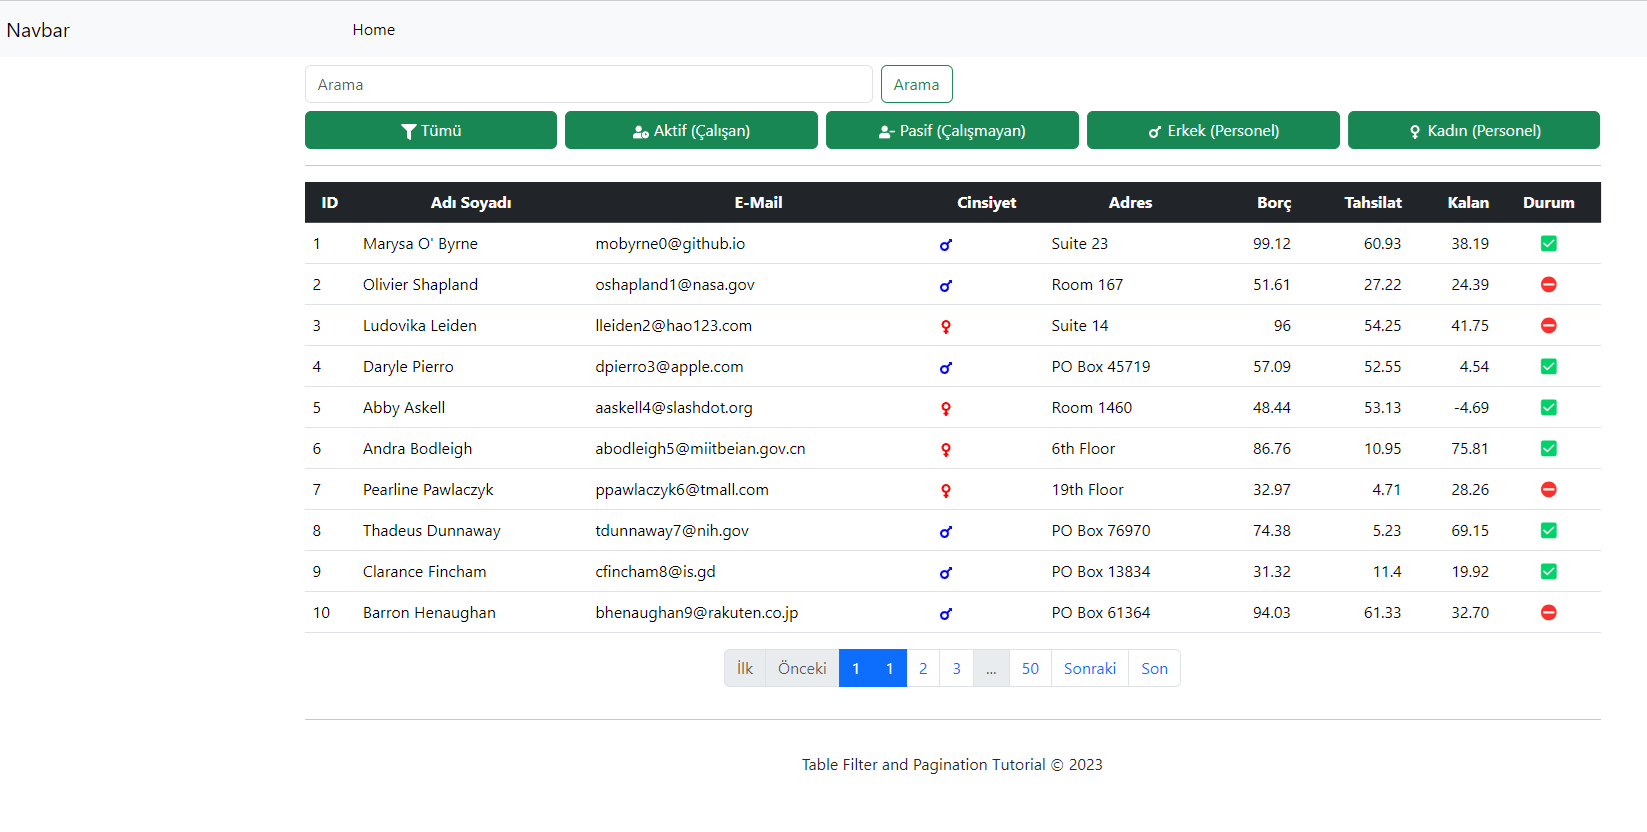 Navbar Home
Arama Arama
Tümü Aktif (Çalışan) Pasif (Çalışmayan) Erkek (Personel) Kadın (Personel)
ID Adı Soyadı E-Mail Cinsiyet Adres Borç Tahsilat Kalan Durum
1 Marysa O' Byrne mobyrne0@github.io Suite 23 99.12 60.93 38.19
2 Olivier Shapland oshapland1@nasa.gov Room 167 51.61 27.22 24.39
3 Ludovika Leiden lleiden2@hao123.com Suite 14 96 54.25 41.75
4 Daryle Pierro dpierro3@apple.com PO Box 45719 57.09 52.55 4.54
5 Abby Askell aaskell4@slashdot.org Room 1460 48.44 53.13 -4.69
6 Andra Bodleigh abodleigh5@miitbeian.gov.cn 6th Floor 86.76 10.95 75.81
7 Pearline Pawlaczyk ppawlaczyk6@tmall.com 19th Floor 32.97 4.71 28.26
8 Thadeus Dunnaway tdunnaway7@nih.gov PO Box 76970 74.38 5.23 69.15
9 Clarance Fincham cfincham8@is.gd PO Box 13834 31.32 11.4 19.92
10 Barron Henaughan bhenaughan9@rakuten.co.jp PO Box 61364 94.03 61.33 32.70
İlk Önceki 1 1 2 3 ... 50 Sonraki Son
Table Filter and Pagination Tutorial © 2023